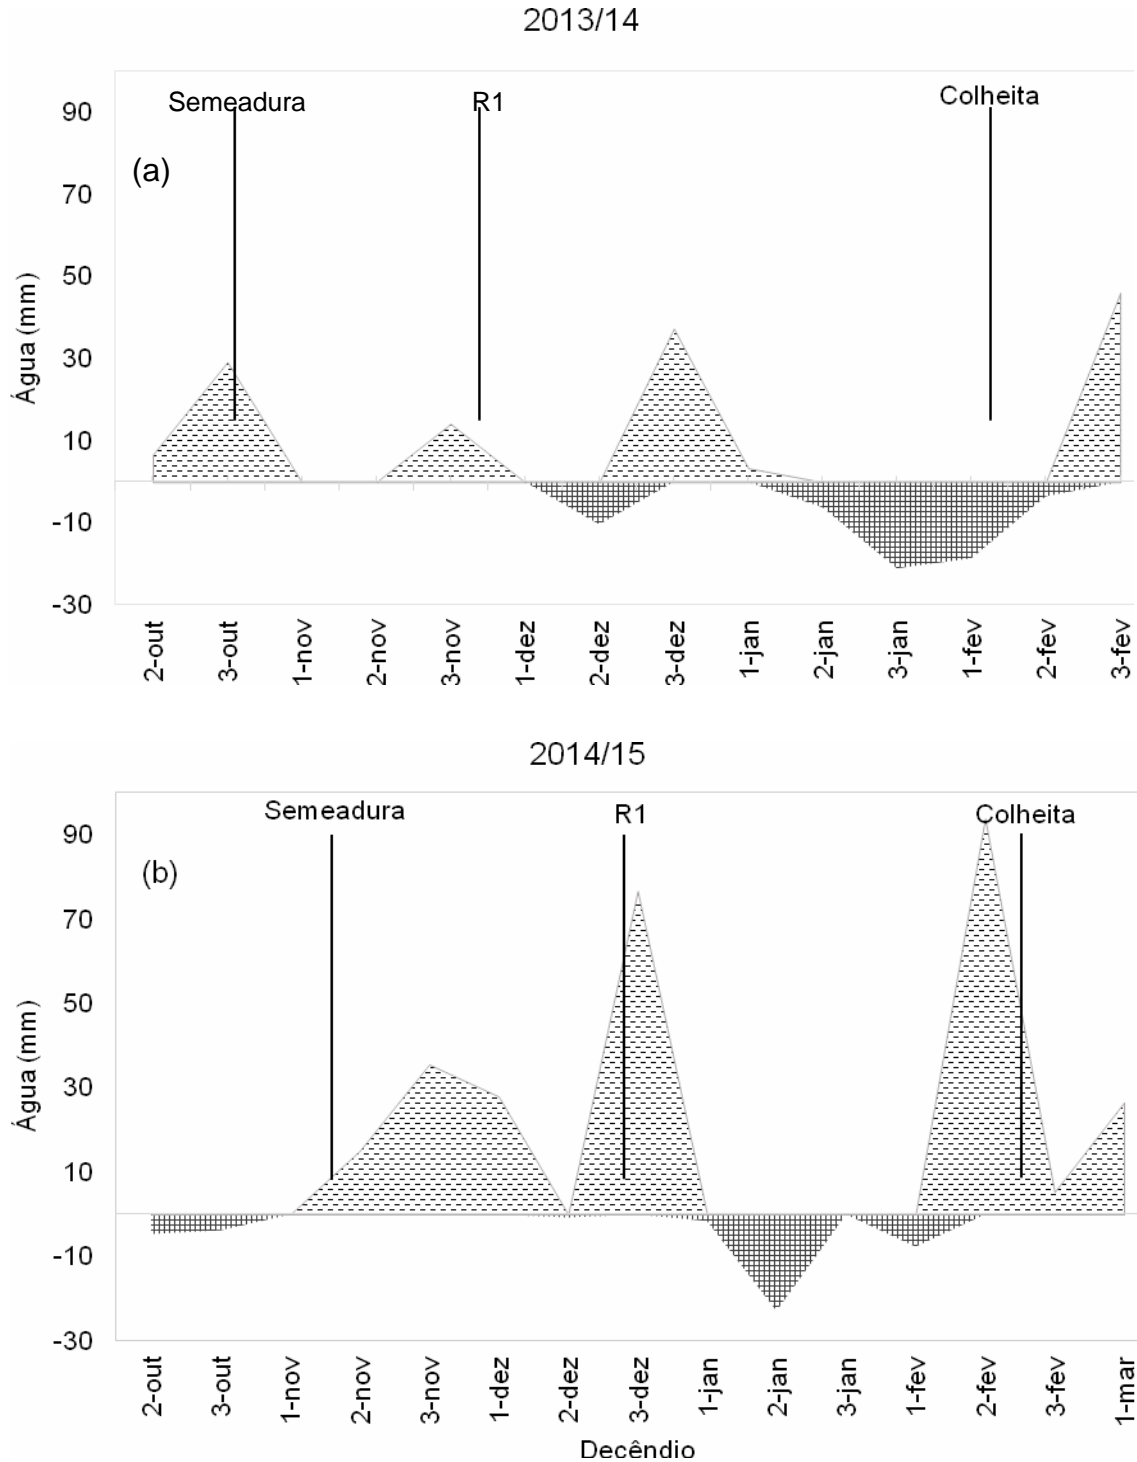 2013/14
Semeadura
R1
Colheita
(a)
90
70
50
30
10
-10
-30
Água (mm)
2-out
3-out
1-nov
2-nov
3-nov
1-dez
2-dez
3-dez
1-jan
2-jan
3-jan
1-fev
2-fev
3-fev
2014/15
Semeadura
R1
Colheita
(b)
90
70
50
30
10
-10
-30
Água (mm)
2-out
3-out
1-nov
2-nov
3-nov
1-dez
2-dez
3-dez
1-jan
2-jan
3-jan
1-fev
2-fev
3-fev
1-mar
Decêndio